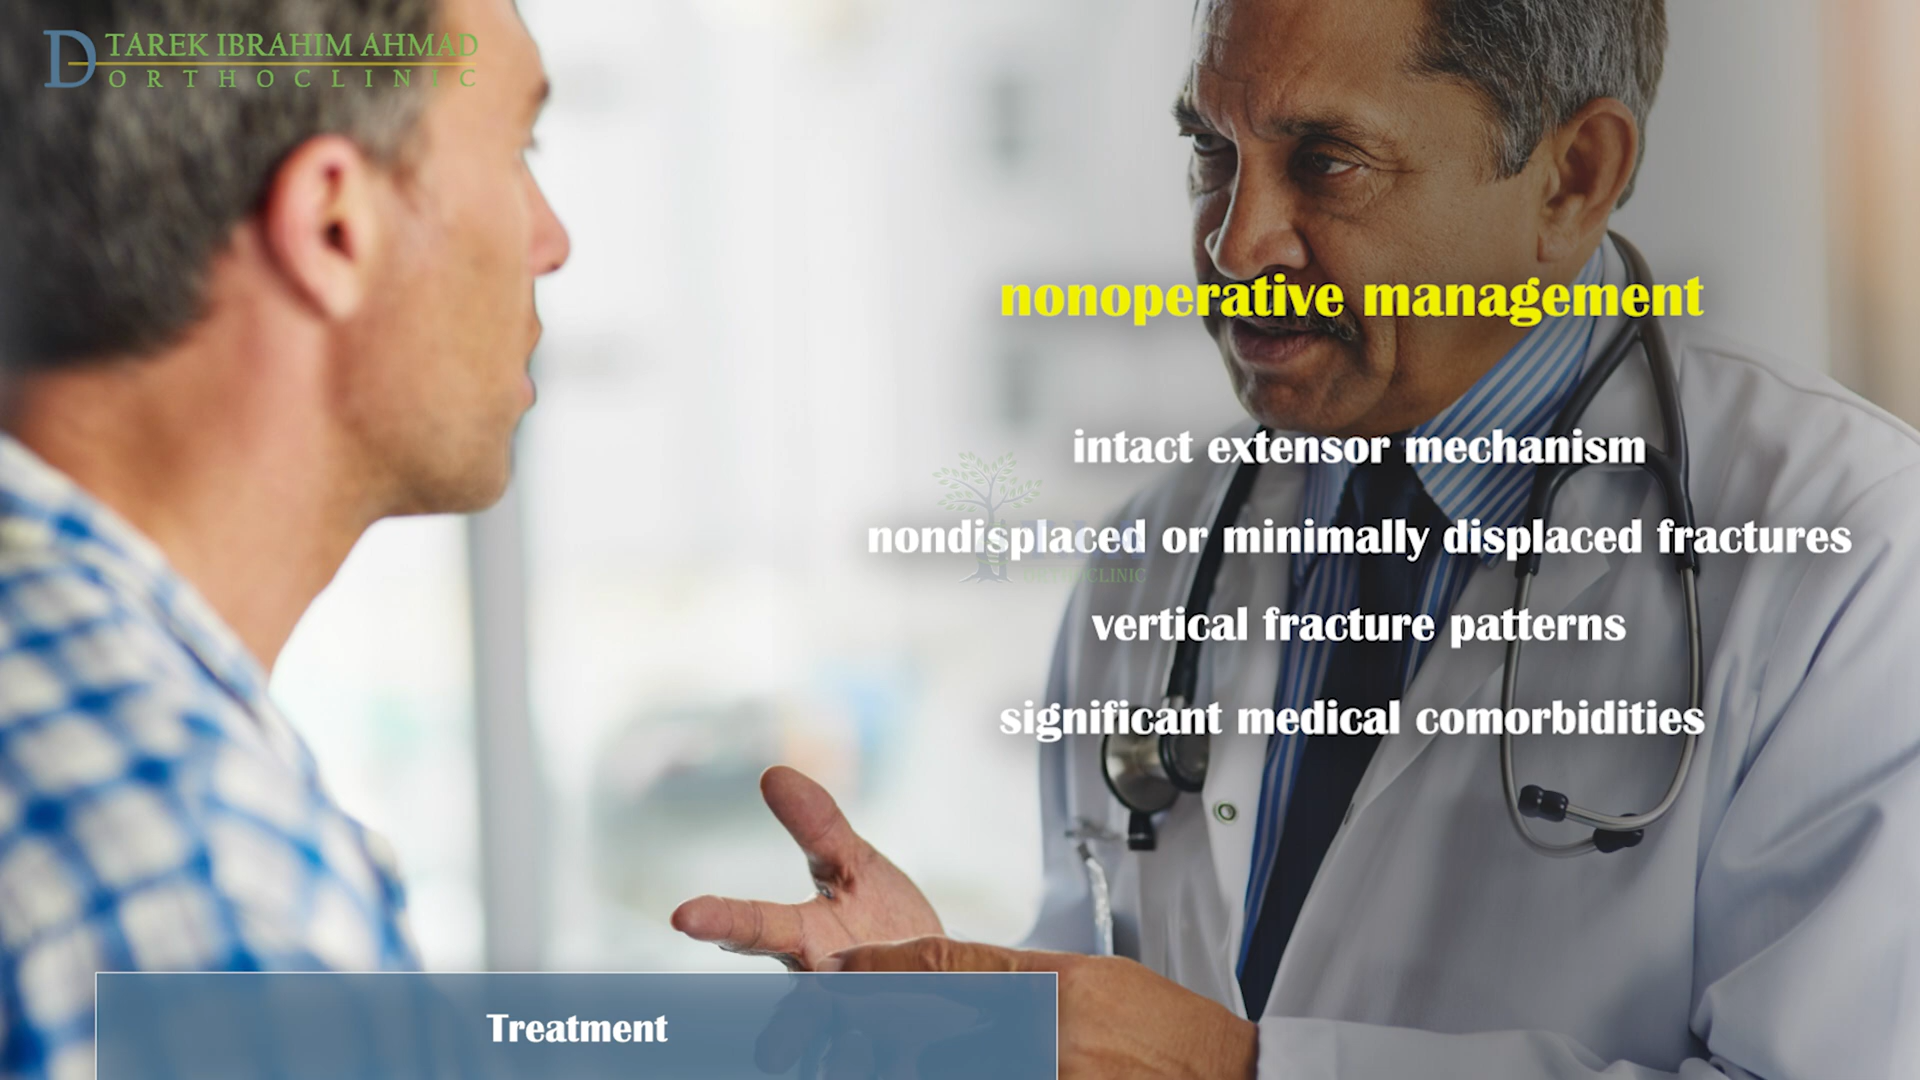 D TAREK IBRAHIM AHMAD
ORTHOCLINIC
nonoperative management
intact extensor mechanism
nondisplaced or minimally displaced fractures
ORTHOCLINIC
vertical fracture patterns
significant medical comorbidities
Treatment